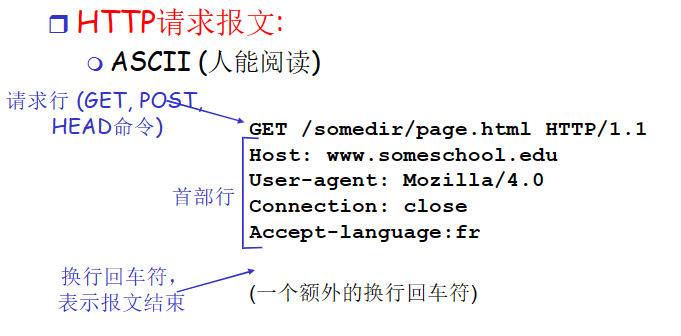 HTTP请求报文:
ASCII (人能阅读)
请求行 (GET, POST,
HEAD命令)
GET /somedir/page.html HTTP/1.1
Host: www.someschool.edu
User-agent: Mozilla/4.0
Connection: close
Accept-language:fr
首部行
换行回车符，
表示报文结束
(一个额外的换行回车符)